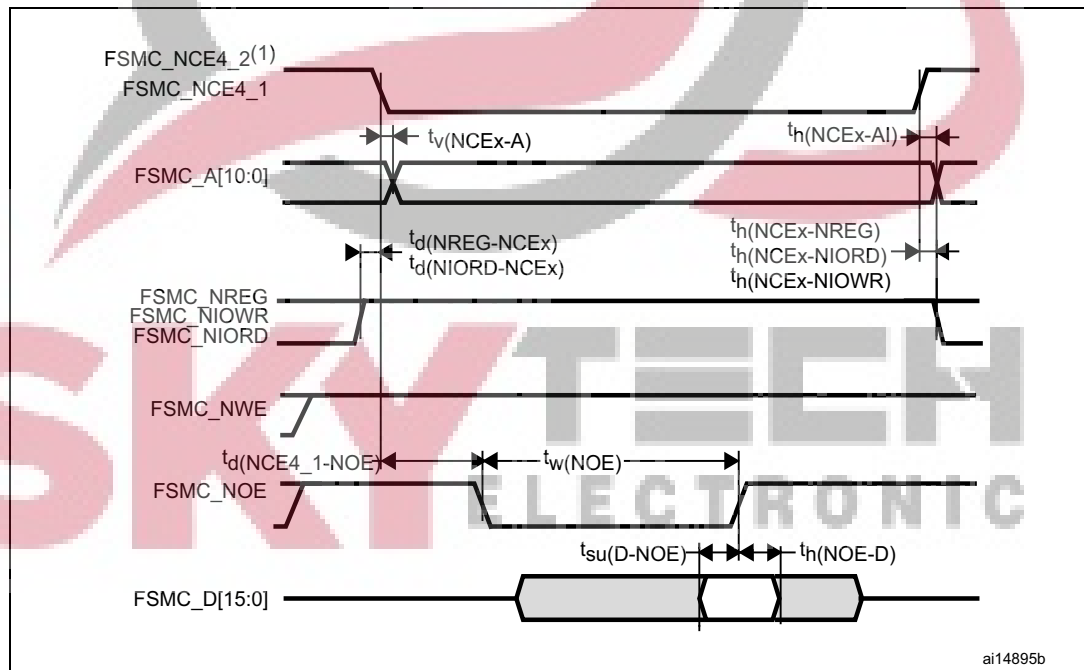 FSMC_NCE4_2(1)
FSMC_NCE4_1
tv(NCEx-A)
th(NCEx-AI)
FSMC_A[10:0]
td(NREG-NCEx)
td(NIORD-NCEx)
th(NCEx-NREG)
th(NCEx-NIORD)
th(NCEx-NIOWR)
FSMC_NREG
FSMC_NIOWR
FSMC_NIORD
FSMC_NWE
td(NCE4_1-NOE)
tw(NOE)
FSMC_NOE
tsu(D-NOE)
th(NOE-D)
FSMC_D[15:0]
ai14895b
SKYTECH
ELECTRONIC